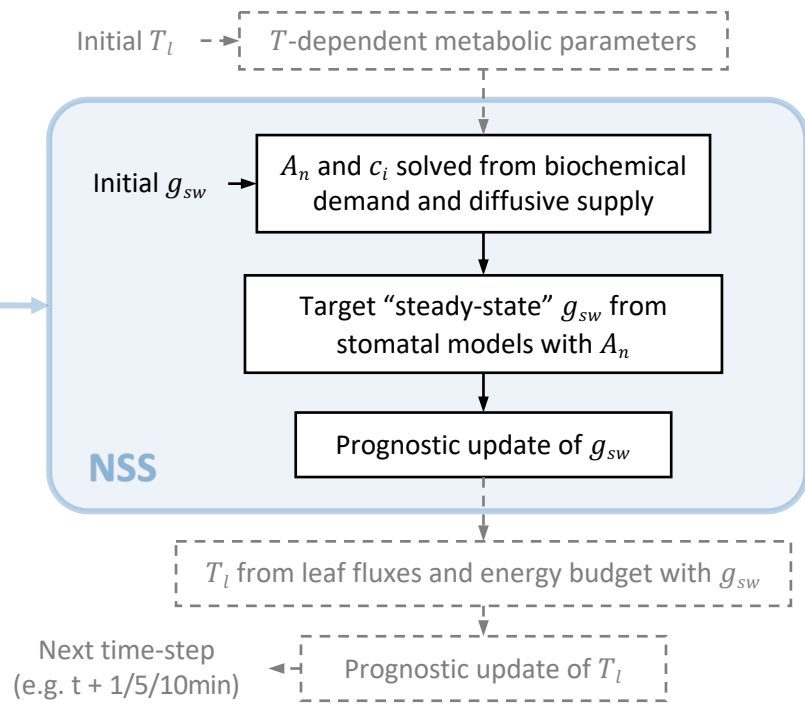 Initial T_l
T-dependent metabolic parameters
Initial g_sw
A_n and c_i solved from biochemical
demand and diffusive supply
Target “steady-state” g_sw from
stomatal models with A_n
Prognostic update of g_sw
NSS
T_l from leaf fluxes and energy budget with g_sw
Next time-step
(e.g. t + 1/5/10min)
Prognostic update of T_l